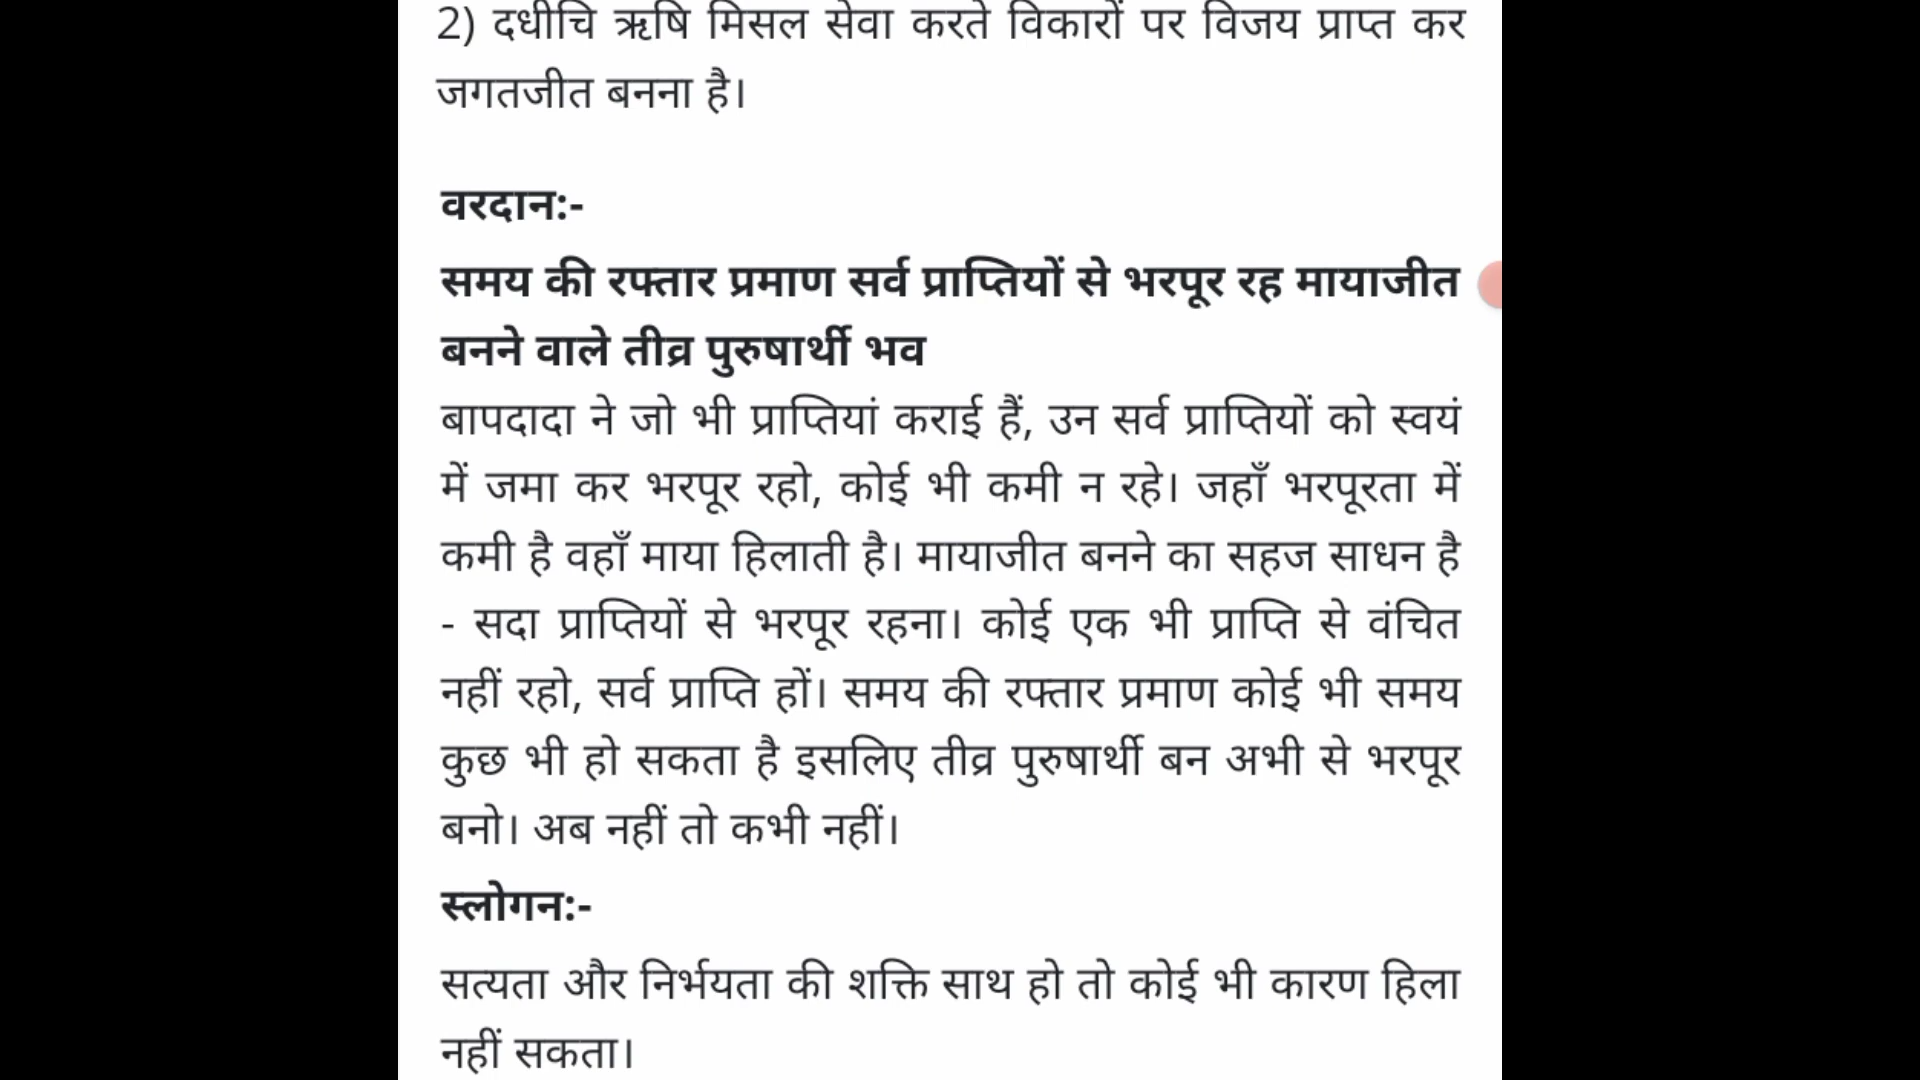 2) दधीचि ऋषि मिसल सेवा करते विकारों पर विजय प्राप्त कर
जगतजीत बनना है।
वरदान:-
समय की रफ्तार प्रमाण सर्व प्राप्तियों से भरपूर रह मायाजीत
बनने वाले तीव्र पुरुषार्थी भव
बापदादा ने जो भी प्राप्तियां कराई हैं, उन सर्व प्राप्तियों को स्वयं
में जमा कर भरपूर रहो, कोई भी कमी न रहे। जहाँ भरपूरता में
कमी है वहाँ माया हिलाती है। मायाजीत बनने का सहज साधन है
- सदा प्राप्तियों से भरपूर रहना। कोई एक भी प्राप्ति से वंचित
नहीं रहो, सर्व प्राप्ति हों। समय की रफ्तार प्रमाण कोई भी समय
कुछ भी हो सकता है इसलिए तीव्र पुरुषार्थी बन अभी से भरपूर
बनो। अब नहीं तो कभी नहीं।
स्लोगन:-
सत्यता और निर्भयता की शक्ति साथ हो तो कोई भी कारण हिला
नहीं सकता।